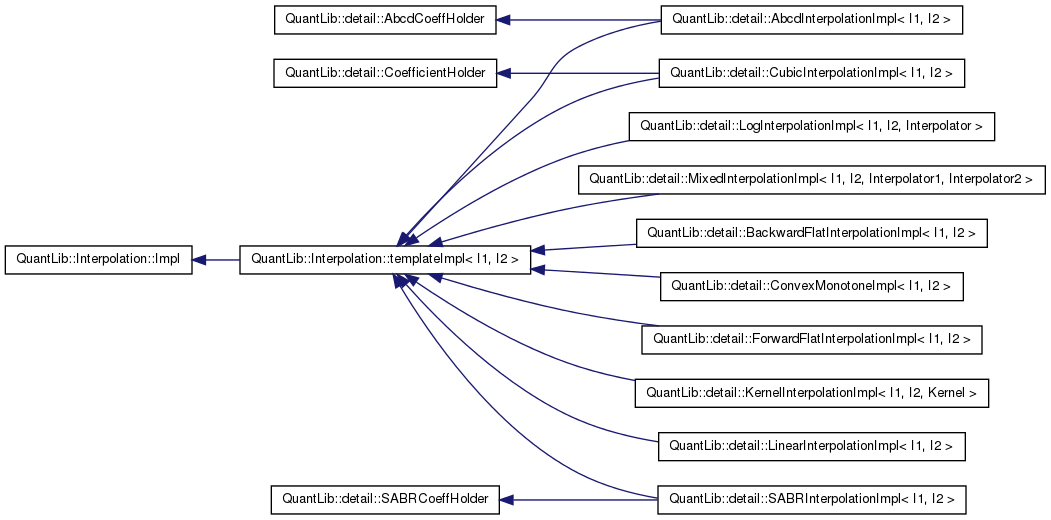 QuantLib::detail::AbcdCoeffHolder
QuantLib::detail::AbcdInterpolationImpl< I1, I2 >
QuantLib::detail::CoefficientHolder
QuantLib::detail::CubicInterpolationImpl< I1, I2 >
QuantLib::detail::LogInterpolationImpl< I1, I2, Interpolator >
QuantLib::detail::MixedInterpolationImpl< I1, I2, Interpolator1, Interpolator2 >
QuantLib::detail::BackwardFlatInterpolationImpl< I1, I2 >
QuantLib::Interpolation::Impl
QuantLib::Interpolation::templateImpl< I1, I2 >
QuantLib::detail::ConvexMonotoneImpl< I1, I2 >
QuantLib::detail::ForwardFlatInterpolationImpl< I1, I2 >
QuantLib::detail::KernelInterpolationImpl< I1, I2, Kernel >
QuantLib::detail::LinearInterpolationImpl< I1, I2 >
QuantLib::detail::SABRCoeffHolder
QuantLib::detail::SABRInterpolationImpl< I1, I2 >